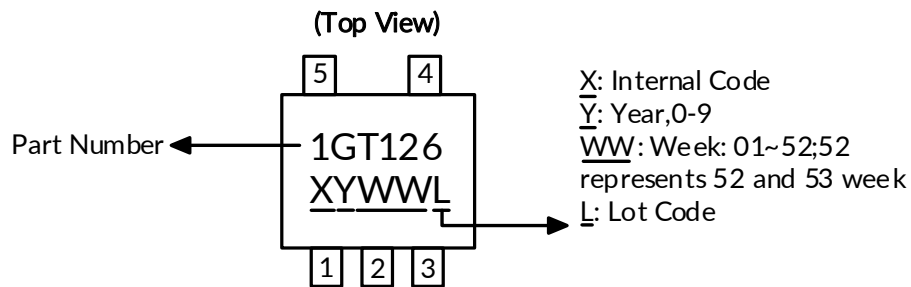 (Top View)
5
4
Part Number
1GT126
XYWWL
1
2
3
X: Internal Code
Y: Year,0-9
WW: Week: 01~52;52
represents 52 and 53 week
L: Lot Code